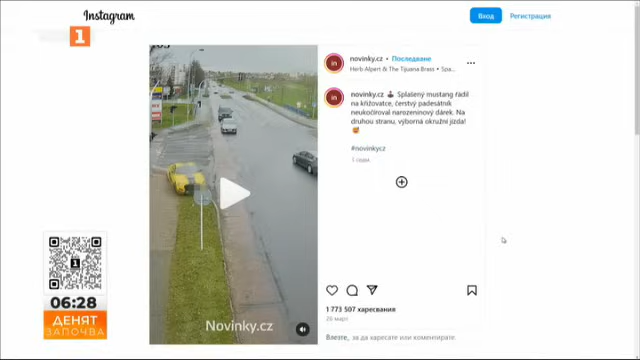 Instagram
Вход
Регистрация
1
novinky.cz • Последване
Herb Alpert & The Tijuana Brass • Spa...
novinky.cz Splašený mustang řádil
na křižovatce, čerstvý padesátník
neukočíroval narozeninový dárek. Na
druhou stranu, výborná okružní jízda!
#novinkycz
1 седм.
Novinky.cz
1 773 507 харесвания
26 март
Влезте, за да харесате или коментирате.
1
06:28
ДЕНЯТ
ЗАПОЧВА